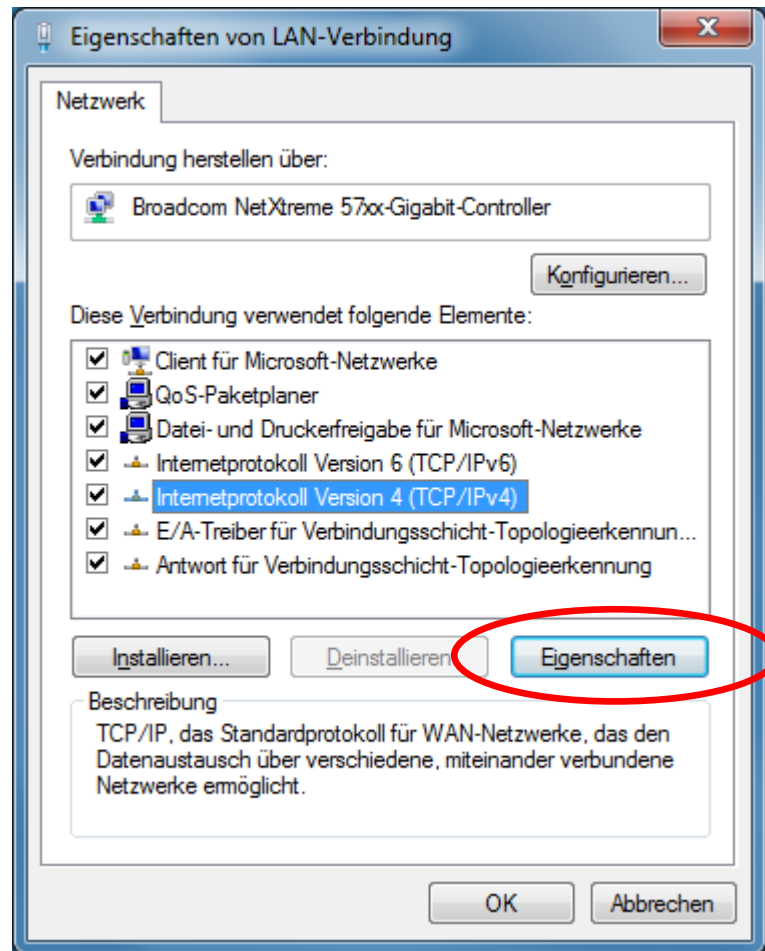 Eigenschaften von LAN-Verbindung
Netzwerk
Verbindung herstellen über:
Broadcom NetXtreme 57xx-Gigabit-Controller
Konfigurieren...
Diese Verbindung verwendet folgende Elemente:
Client für Microsoft-Netzwerke
QoS-Paketplaner
Datei- und Druckerfreigabe für Microsoft-Netzwerke
Internetprotokoll Version 6 (TCP/IPv6)
Internetprotokoll Version 4 (TCP/IPv4)
E/A-Treiber für Verbindungsschicht-Topologieerkennun...
Antwort für Verbindungsschicht-Topologieerkennung
Installieren... Deinstallieren Eigenschaften
Beschreibung
TCP/IP, das Standardprotokoll für WAN-Netzwerke, das den
Datenaustausch über verschiedene, miteinander verbundene
Netzwerke ermöglicht.
OK Abbrechen